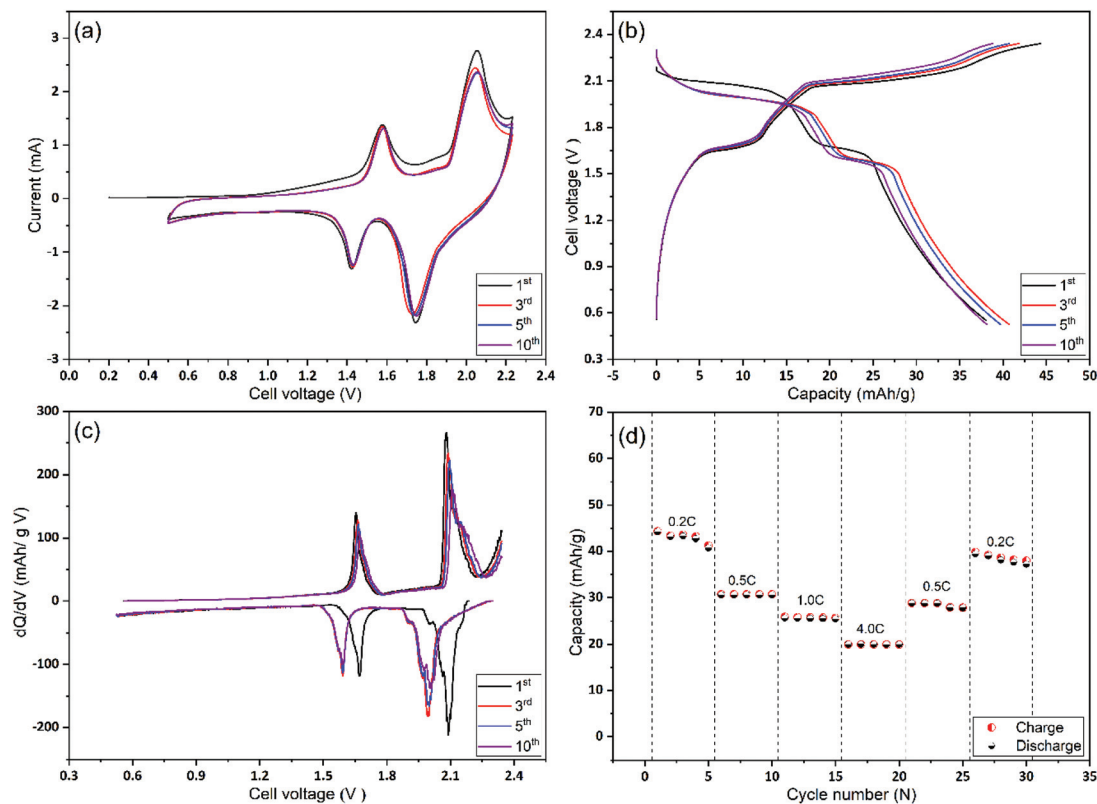 (a)
3
2
1
0
-1
-2
-3
Current (mA)
0.0 0.2 0.4 0.6 0.8 1.0 1.2 1.4 1.6 1.8 2.0 2.2 2.4
Cell voltage (V)
1st
3rd
5th
10th
(b)
2.4
2.1
1.8
1.5
1.2
0.9
0.6
0.3
Cell voltage (V )
-5 0 5 10 15 20 25 30 35 40 45 50
Capacity (mAh/g)
1st
3rd
5th
10th
(c)
300
200
100
0
-100
-200
dQ/dV (mAh/ g V)
0.3 0.6 0.9 1.2 1.5 1.8 2.1 2.4
Cell voltage (V )
1st
3rd
5th
10th
(d)
70
60
50
40
30
20
10
0
Capacity (mAh/g)
0.2C
0.5C
1.0C
4.0C
0.5C
0.2C
Charge
Discharge
0 5 10 15 20 25 30 35
Cycle number (N)